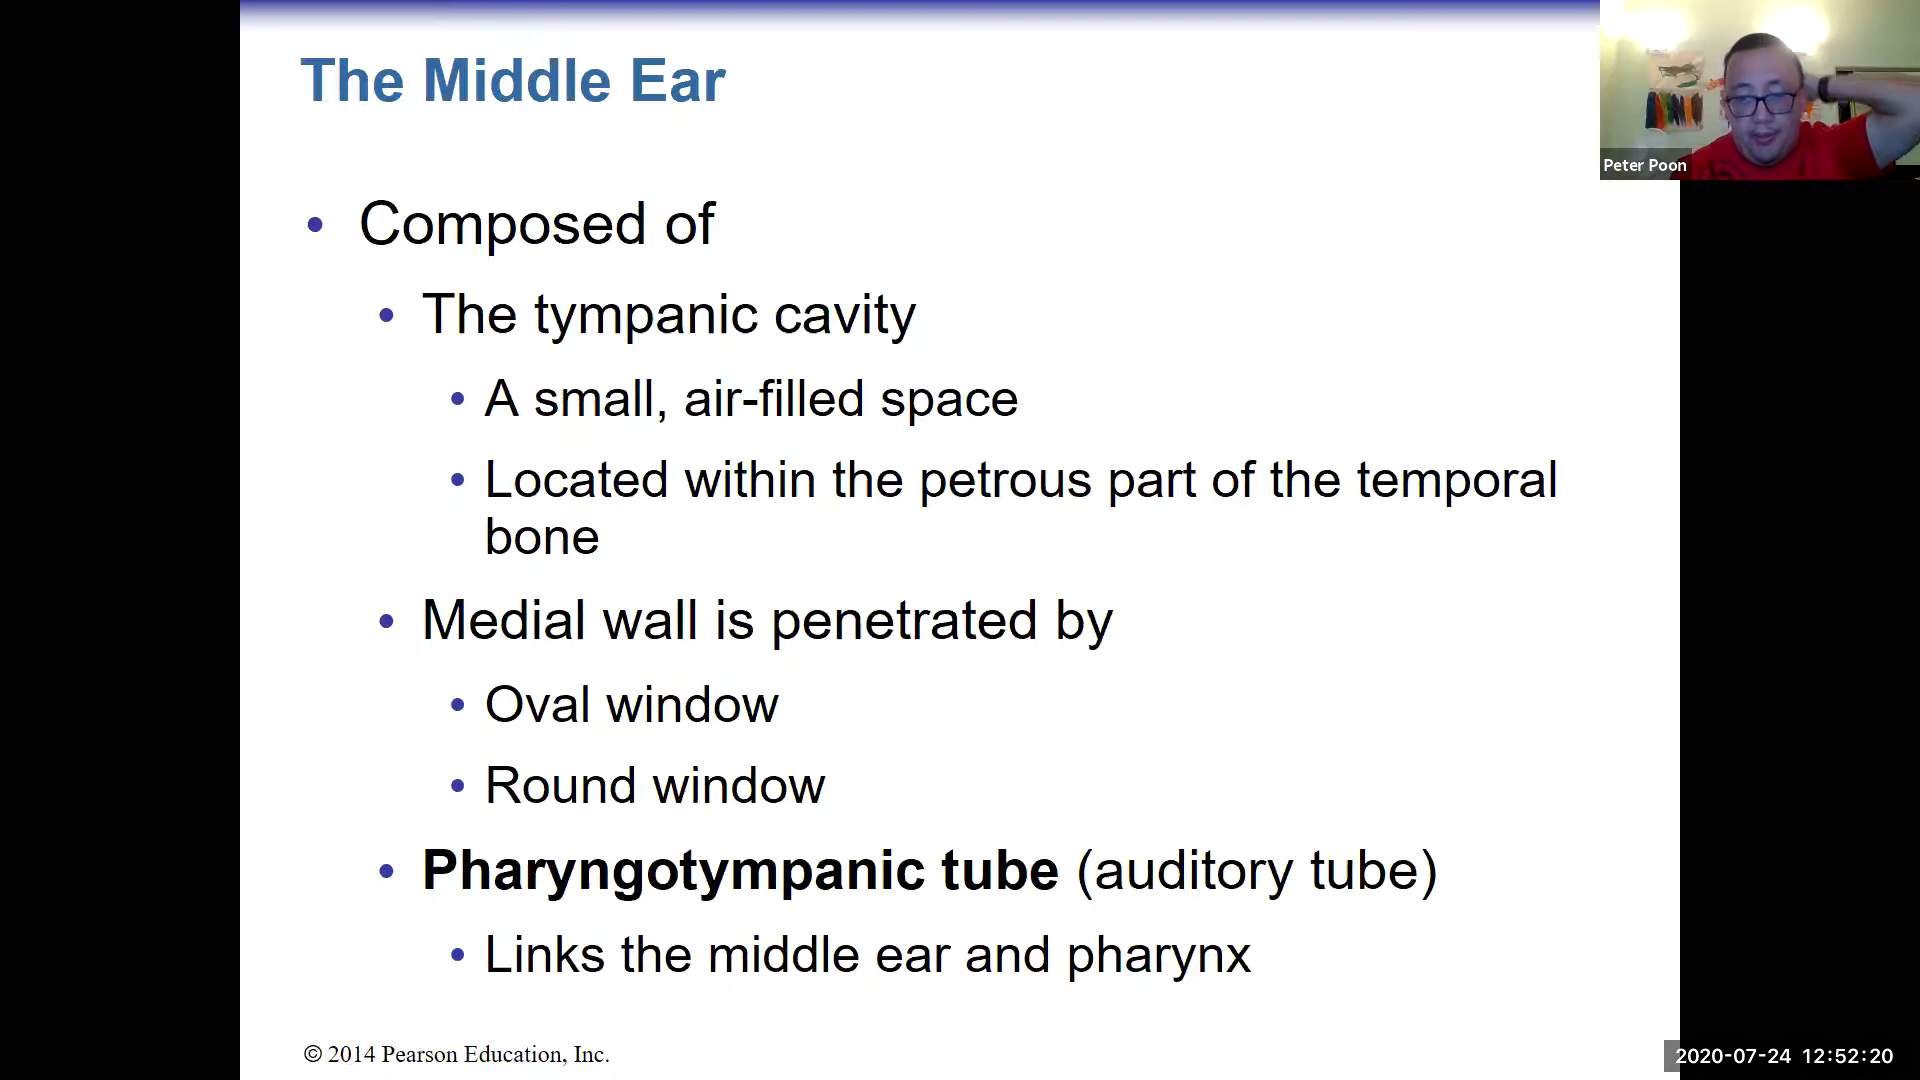 The Middle Ear
Peter Poon
• Composed of
• The tympanic cavity
• A small, air-filled space
• Located within the petrous part of the temporal
bone
• Medial wall is penetrated by
• Oval window
• Round window
• Pharyngotympanic tube (auditory tube)
• Links the middle ear and pharynx
© 2014 Pearson Education, Inc.
2020-07-24 12:52:20